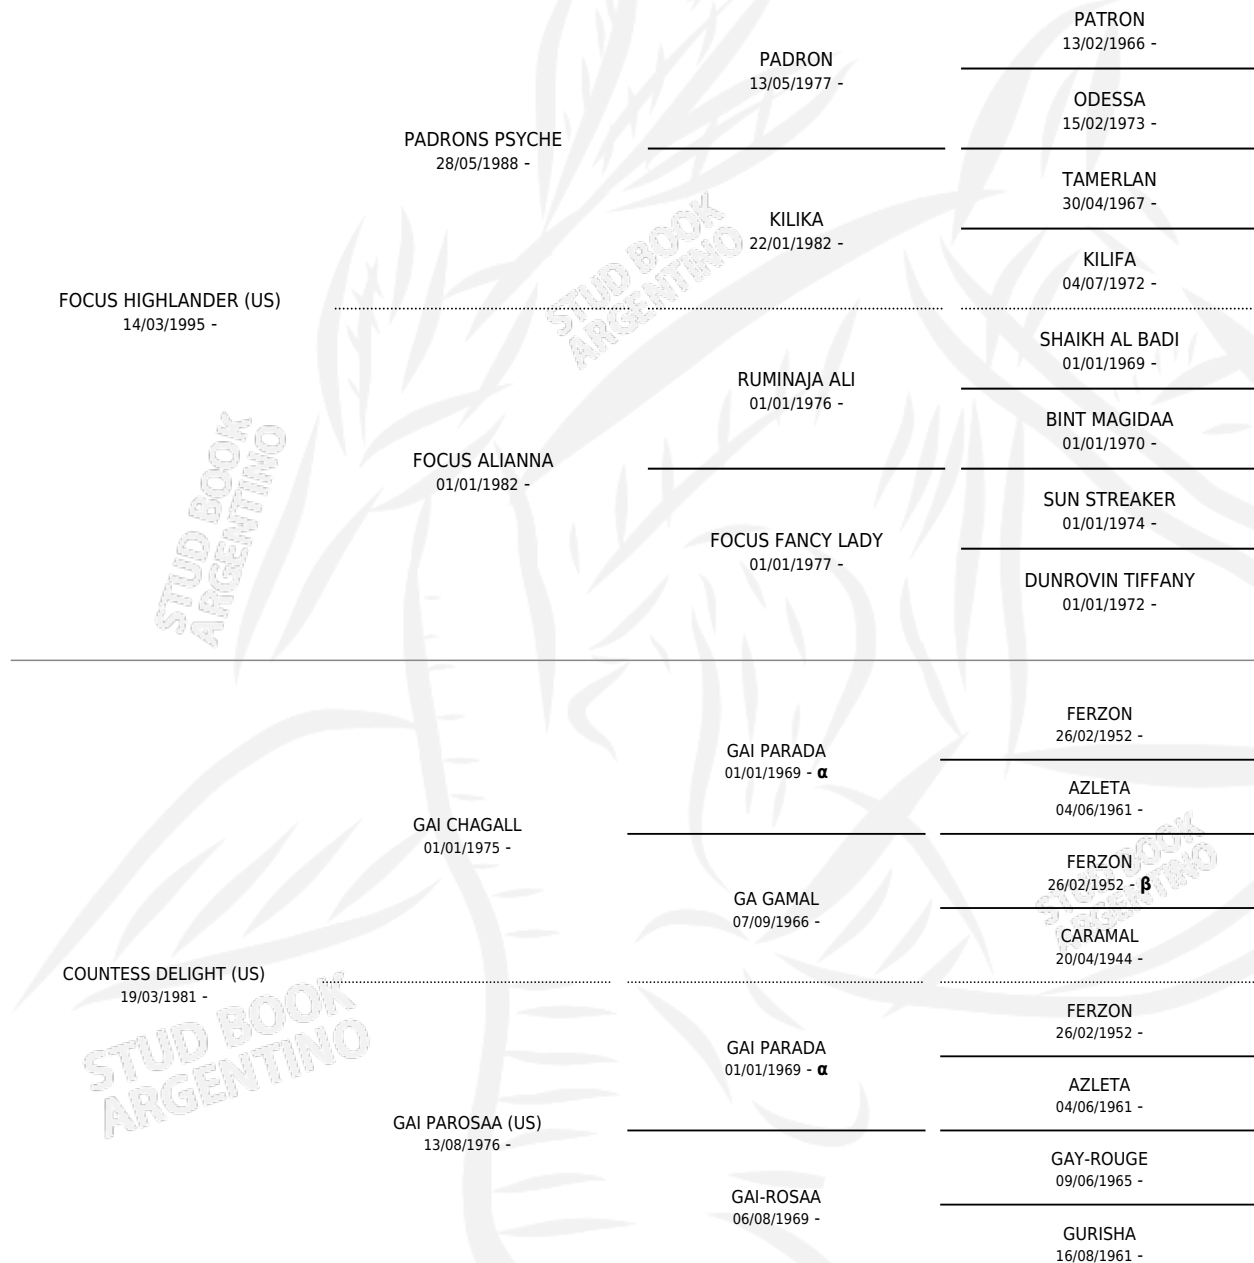 PATRON
13/02/1966 -
PADRON
13/05/1977 -
ODESSA
15/02/1973 -
PADRONS PSYCHE
28/05/1988 -
TAMERLAN
30/04/1967 -
KILIKA
22/01/1982 -
KILIFA
04/07/1972 -
FOCUS HIGHLANDER (US)
14/03/1995 -
SHAIKH AL BADI
01/01/1969 -
RUMINAJA ALI
01/01/1976 -
BINT MAGIDAA
01/01/1970 -
FOCUS ALIANNA
01/01/1982 -
SUN STREAKER
01/01/1974 -
FOCUS FANCY LADY
01/01/1977 -
DUNROVIN TIFFANY
01/01/1972 -
FERZON
26/02/1952 -
GAI PARADA
01/01/1969 - α
AZLETA
04/06/1961 -
GAI CHAGALL
01/01/1975 -
FERZON
26/02/1952 - β
GA GAMAL
07/09/1966 -
CARAMAL
20/04/1944 -
COUNTESS DELIGHT (US)
19/03/1981 -
FERZON
26/02/1952 -
GAI PARADA
01/01/1969 - α
AZLETA
04/06/1961 -
GAI PAROSAA (US)
13/08/1976 -
GAY-ROUGE
09/06/1965 -
GAI-ROSAA
06/08/1969 -
GURISHA
16/08/1961 -
STUD BOOK
ARGENTINO
STUD BOOK
ARGENTINO
STUD BOOK
ARGENTINO
STUD BOOK
ARGENTINO